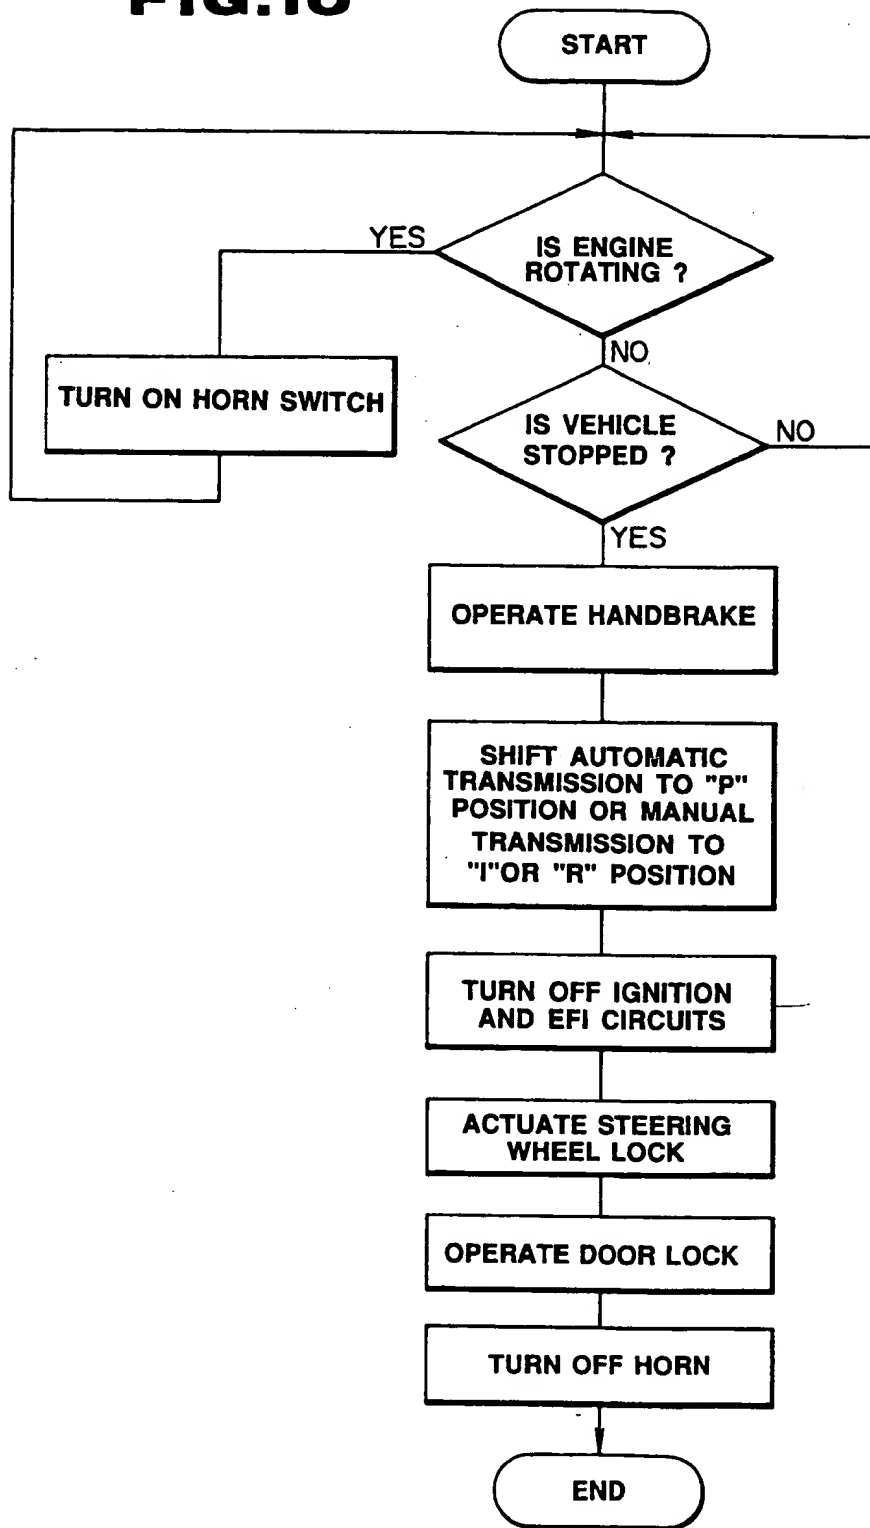 FIG.10
START
YES
IS ENGINE
ROTATING ?
NO
TURN ON HORN SWITCH
IS VEHICLE
STOPPED ?
NO
YES
OPERATE HANDBRAKE
SHIFT AUTOMATIC
TRANSMISSION TO "P"
POSITION OR MANUAL
TRANSMISSION TO
"I"OR "R" POSITION
TURN OFF IGNITION
AND EFI CIRCUITS
ACTUATE STEERING
WHEEL LOCK
OPERATE DOOR LOCK
TURN OFF HORN
END